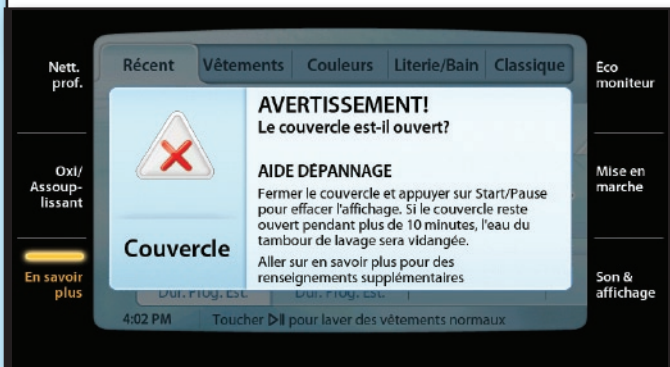 Nett.
prof.
Oxi/
Assoup-
lissant
En savoir
plus
Récent Vêtements Couleurs Literie/Bain Classique
AVERTISSEMENT!
Le couvercle est-il ouvert?
AIDE DÉPANNAGE
Fermer le couvercle et appuyer sur Start/Pause
pour effacer l'affichage. Si le couvercle reste
ouvert pendant plus de 10 minutes, l'eau du
tambour de lavage sera vidangée.
Aller sur en savoir plus pour des
renseignements supplémentaires
Couvercle
Dur. Prog. Est. Dur. Prog. Est.
4:02 PM Toucher pour laver des vêtements normaux
Éco
moniteur
Mise en
marche
Son &
affichage